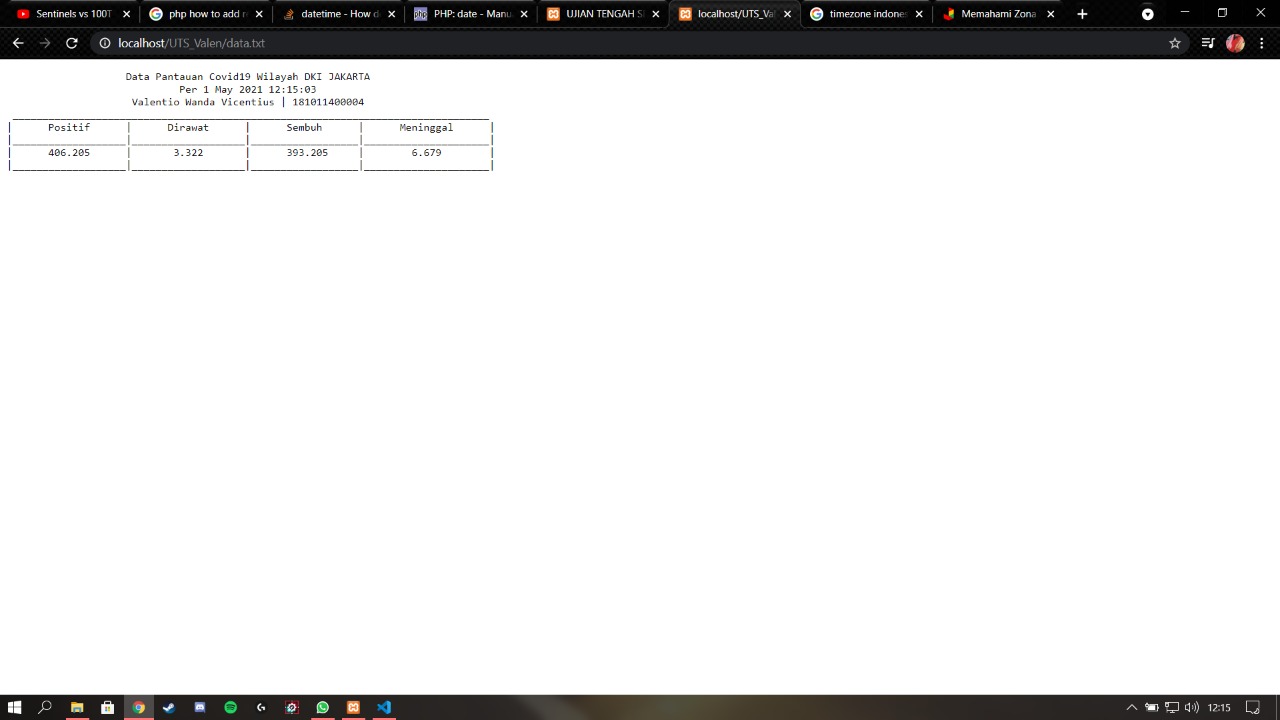 Sentinels vs 100T
php how to add r
datetime - How d
PHP: date - Manu
UJIAN TENGAH S
localhost/UTS_Va
timezone indones
Memahami Zona
localhost/UTS_Valen/data.txt
Data Pantauan Covid19 Wilayah DKI JAKARTA
Per 1 May 2021 12:15:03
Valentio Wanda Vicentius | 181011400004
Positif | Dirawat | Sembuh | Meninggal
406.205 | 3.322 | 393.205 | 6.679
12:15